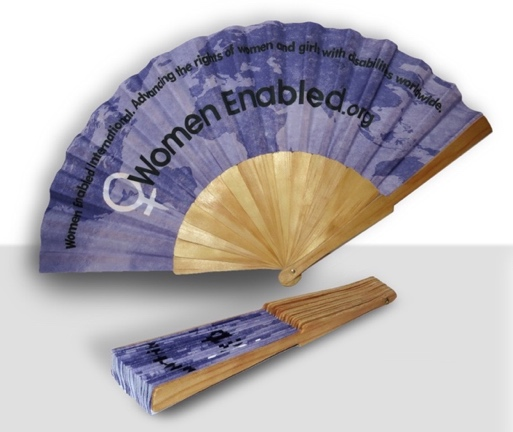 Women Enabled International. Advancing the rights of women and girls with disabilities worldwide.
Women Enabled.org